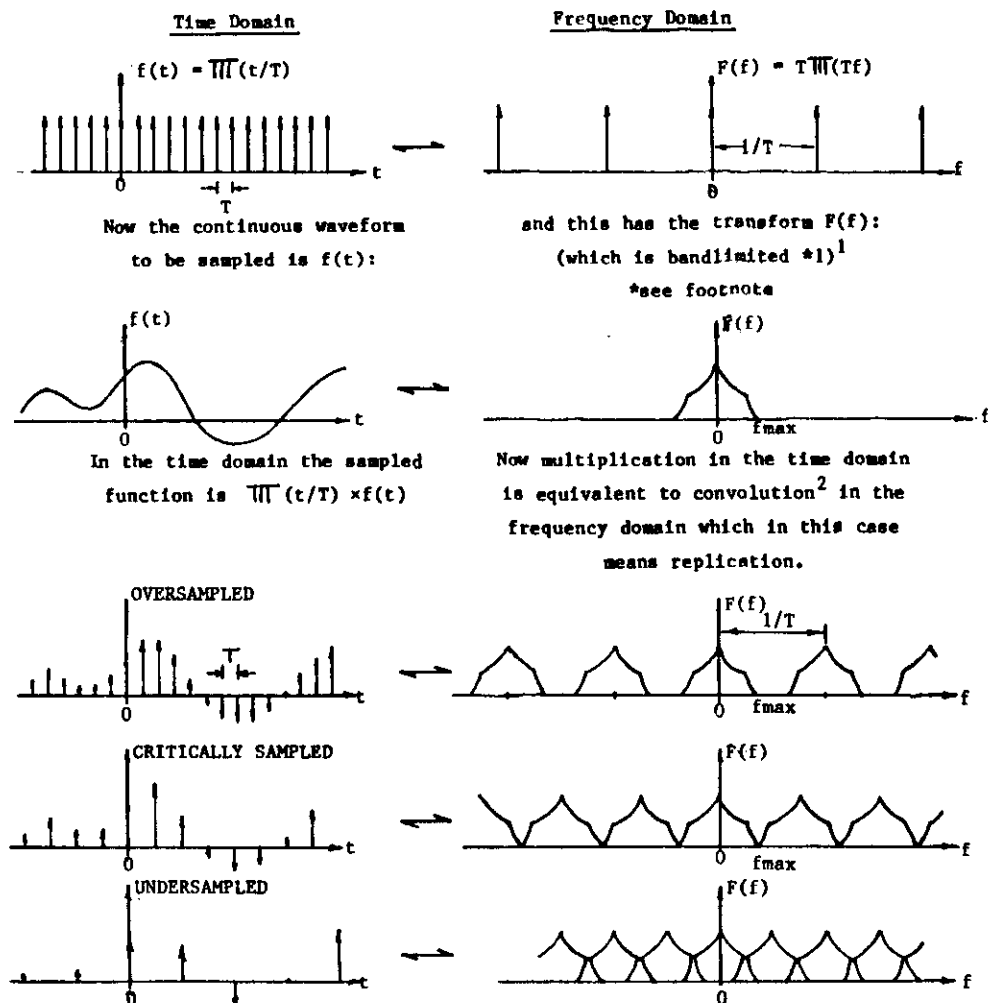 Time Domain
Frequency Domain
f(t) = III(t/T)
F(f) = T III(Tf)
1/T
t
f
0
0
T
Now the continuous waveform
to be sampled is f(t):
and this has the transform F(f):
(which is bandlimited *1)1
*see footnote
f(t)
F(f)
t
f
0
0
fmax
In the time domain the sampled
function is III (t/T) ×f(t)
Now multiplication in the time domain
is equivalent to convolution2 in the
frequency domain which in this case
means replication.
OVERSAMPLED
F(f)
1/T
T
t
f
0
0
fmax
CRITICALLY SAMPLED
F(f)
t
f
0
0
fmax
UNDERSAMPLED
F(f)
t
f
0
0